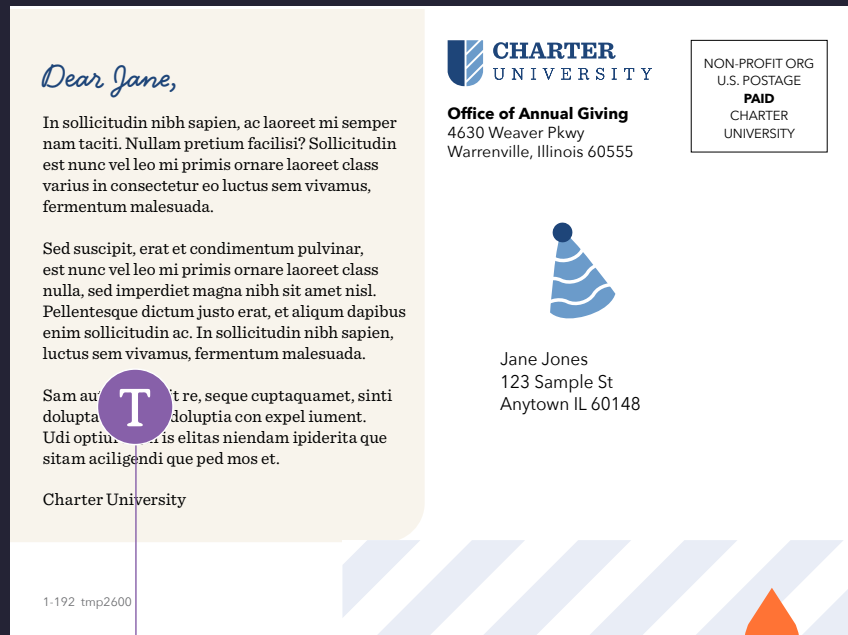 Dear Jane,
In sollicitudin nibh sapien, ac laoreet mi semper
nam taciti. Nullam pretium facilisi? Sollicitudin
est nunc vel leo mi primis ornare laoreet class
varius in consectetur eo luctus sem vivamus,
fermentum malesuada.
Sed suscipit, erat et condimentum pulvinar,
est nunc vel leo mi primis ornare laoreet class
nulla, sed imperdiet magna nibh sit amet nisl.
Pellentesque dictum justo erat, et aliqum dapibus
enim sollicitudin ac. In sollicitudin nibh sapien,
luctus sem vivamus, fermentum malesuada.
Sam re, seque cuptaquamet, sinti
doluptia con expel iument.
Udi is elitas niendam ipiderita que
sitam aciligendi que ped mos et.
T
Charter University
1-192 tmp2600
CHARTER
UNIVERSITY
Office of Annual Giving
4630 Weaver Pkwy
Warrenville, Illinois 60555
NON-PROFIT ORG
U.S. POSTAGE
PAID
CHARTER
UNIVERSITY
Jane Jones
123 Sample St
Anytown IL 60148